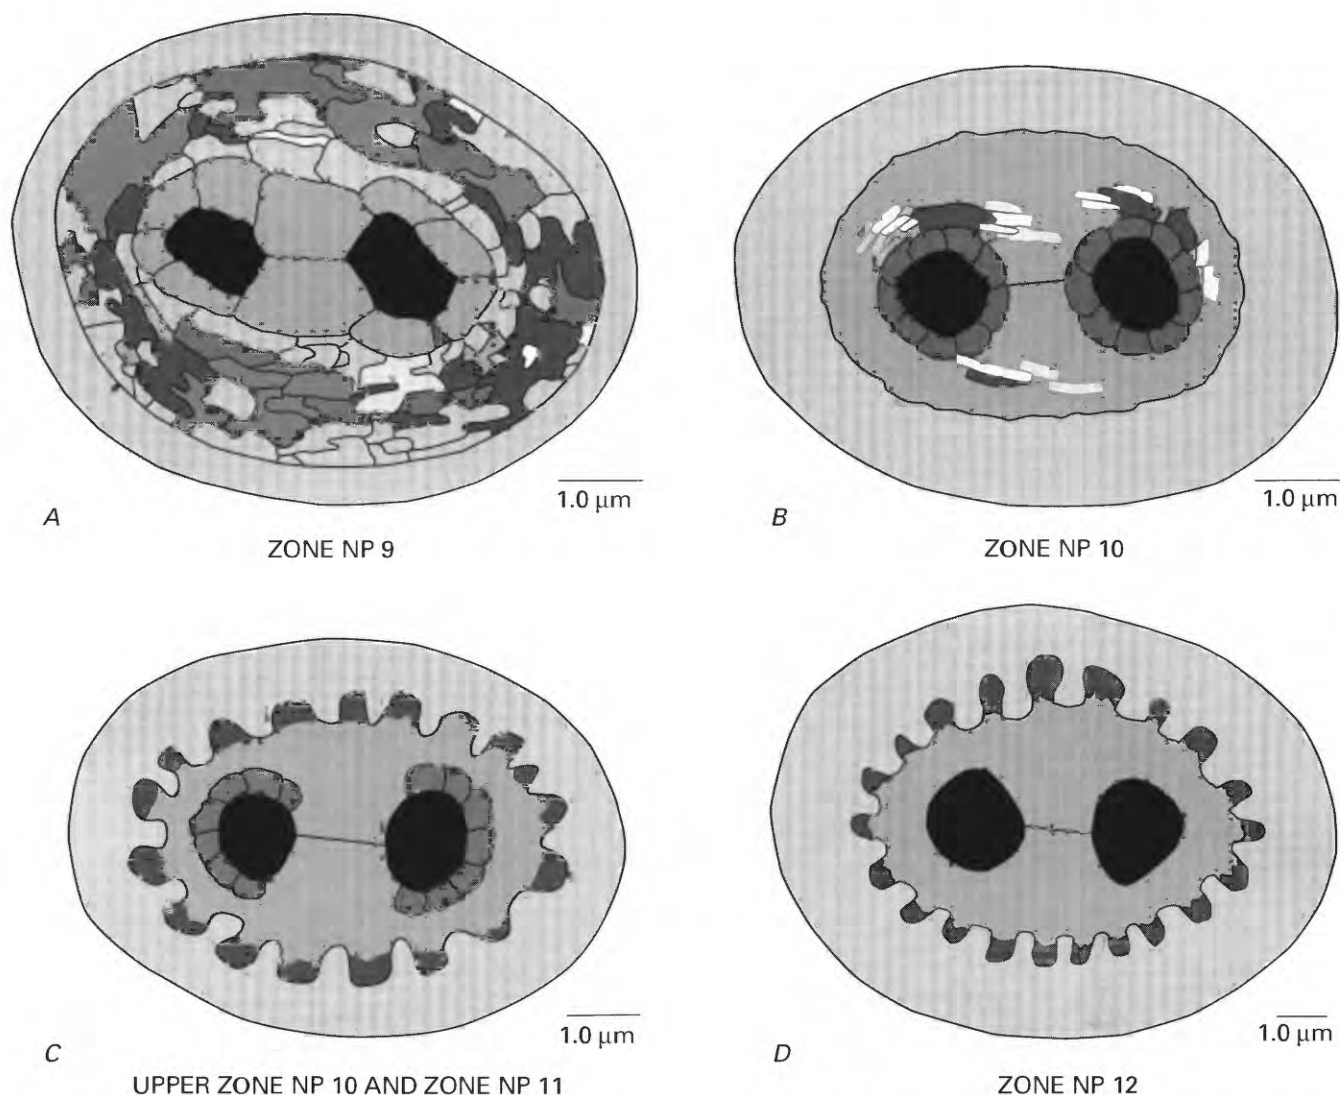 1.0 μm
A
ZONE NP 9
1.0 μm
B
ZONE NP 10
1.0 μm
C
UPPER ZONE NP 10 AND ZONE NP 11
1.0 μm
D
ZONE NP 12